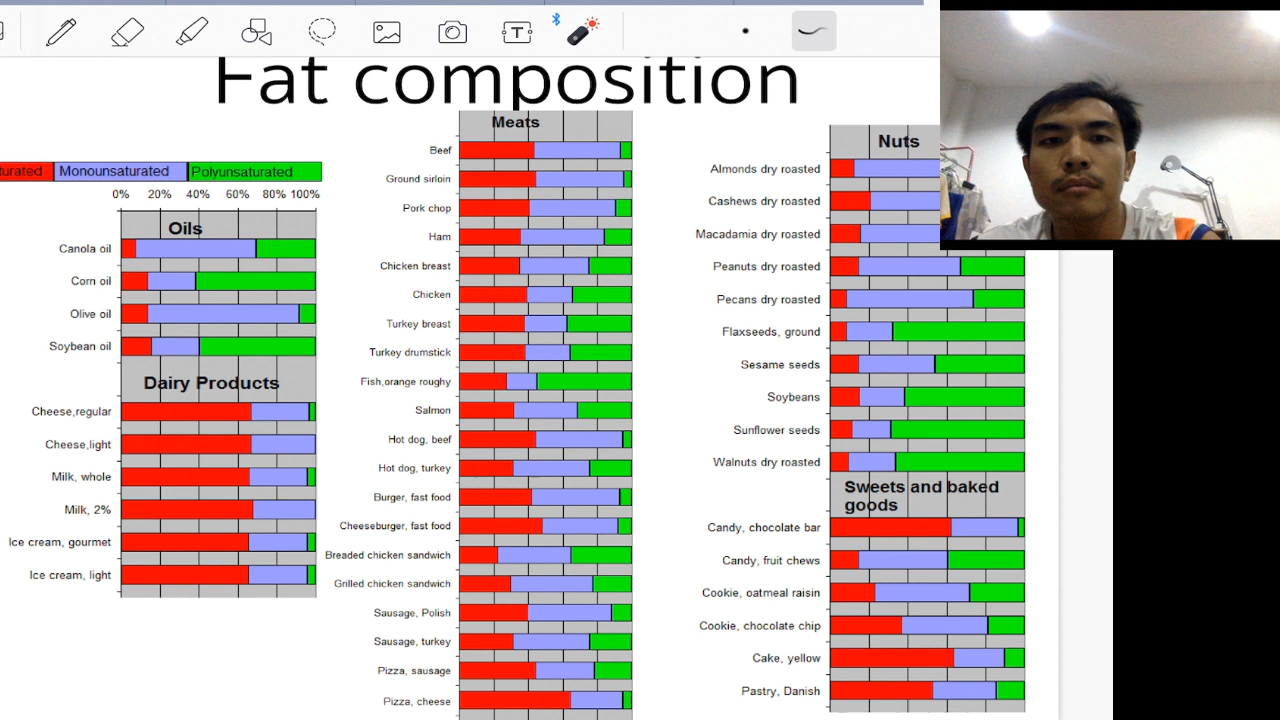 Fat composition
turated Monounsaturated Polyunsaturated
0% 20% 40% 60% 80% 100%
Oils
Canola oil
Corn oil
Olive oil
Soybean oil
Dairy Products
Cheese,regular
Cheese,light
Milk, whole
Milk, 2%
Ice cream, gourmet
Ice cream, light
Meats
Beef
Ground sirloin
Pork chop
Ham
Chicken breast
Chicken
Turkey breast
Turkey drumstick
Fish,orange roughy
Salmon
Hot dog, beef
Hot dog, turkey
Burger, fast food
Cheeseburger, fast food
Breaded chicken sandwich
Grilled chicken sandwich
Sausage, Polish
Sausage, turkey
Pizza, sausage
Pizza, cheese
Nuts
Almonds dry roasted
Cashews dry roasted
Macadamia dry roasted
Peanuts dry roasted
Pecans dry roasted
Flaxseeds, ground
Sesame seeds
Soybeans
Sunflower seeds
Walnuts dry roasted
Sweets and baked
goods
Candy, chocolate bar
Candy, fruit chews
Cookie, oatmeal raisin
Cookie, chocolate chip
Cake, yellow
Pastry, Danish